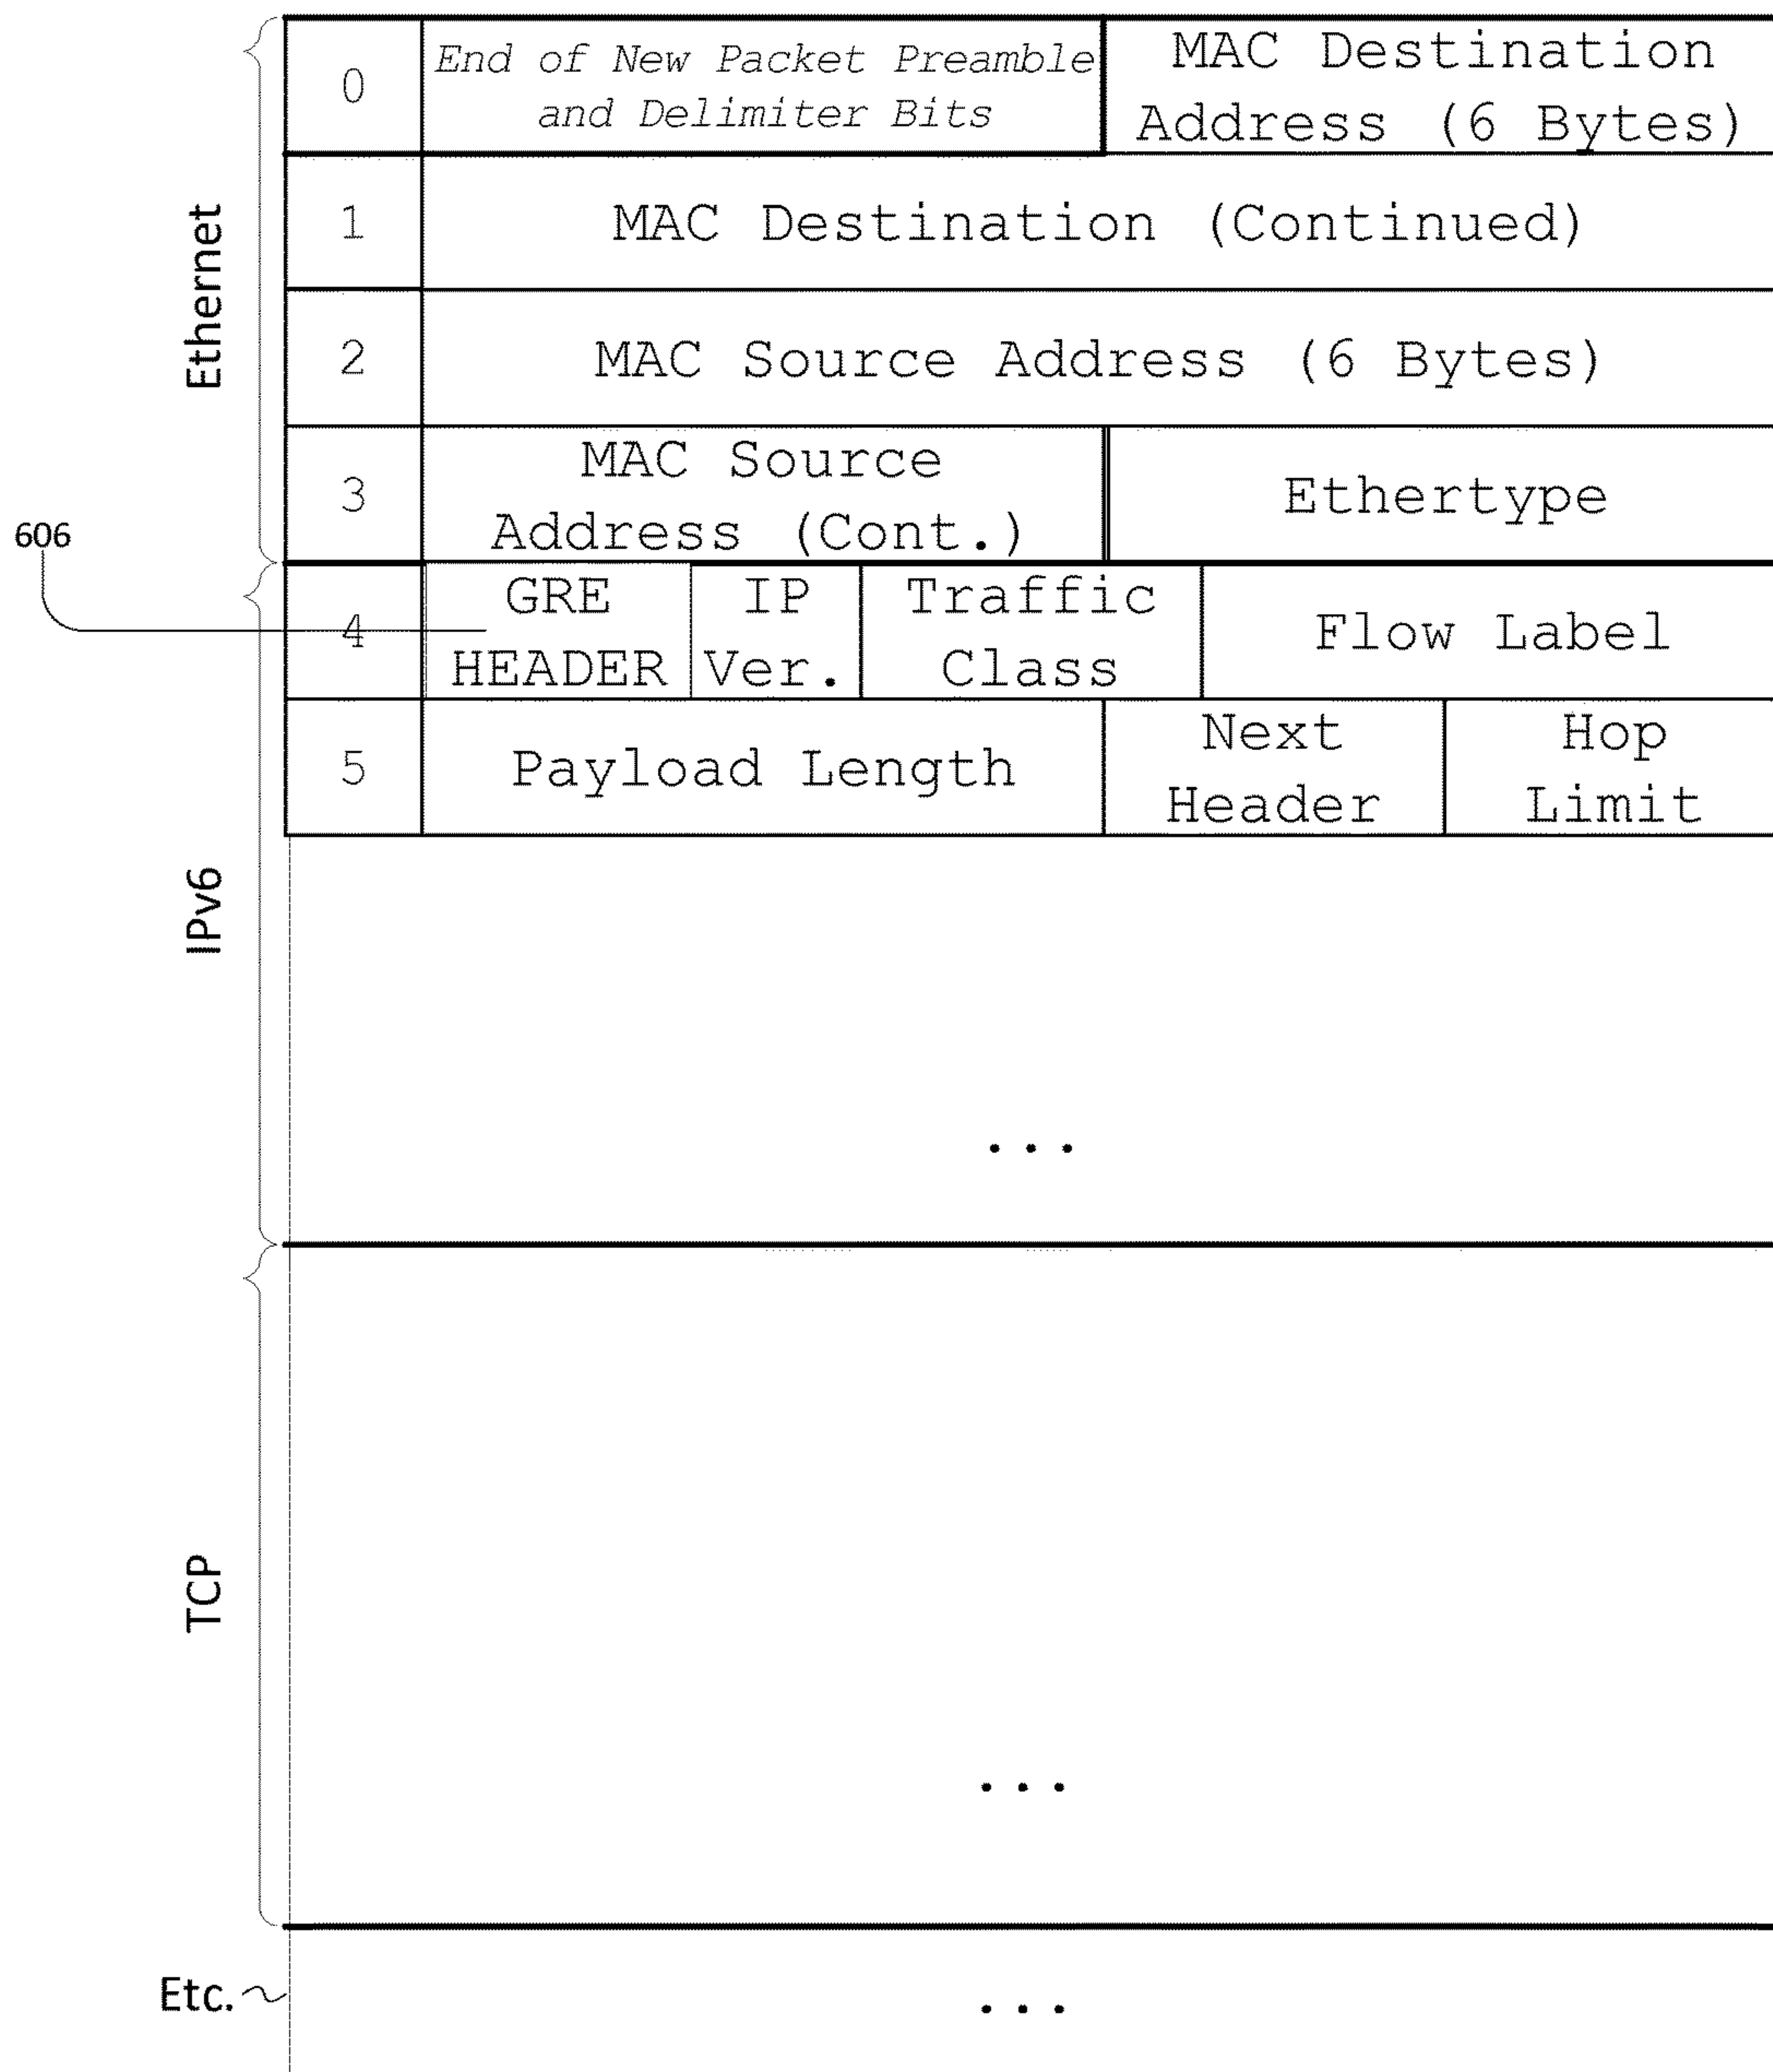 0
End of New Packet Preamble
and Delimiter Bits
MAC Destination
Address (6 Bytes)
Ethernet
1
MAC Destination (Continued)
2
MAC Source Address (6 Bytes)
3
MAC Source
Address (Cont.)
Ethertype
606
4
GRE
HEADER
IP
Ver.
Traffic
Class
Flow Label
5
Payload Length
Next
Header
Hop
Limit
IPv6
...
TCP
...
Etc.
...